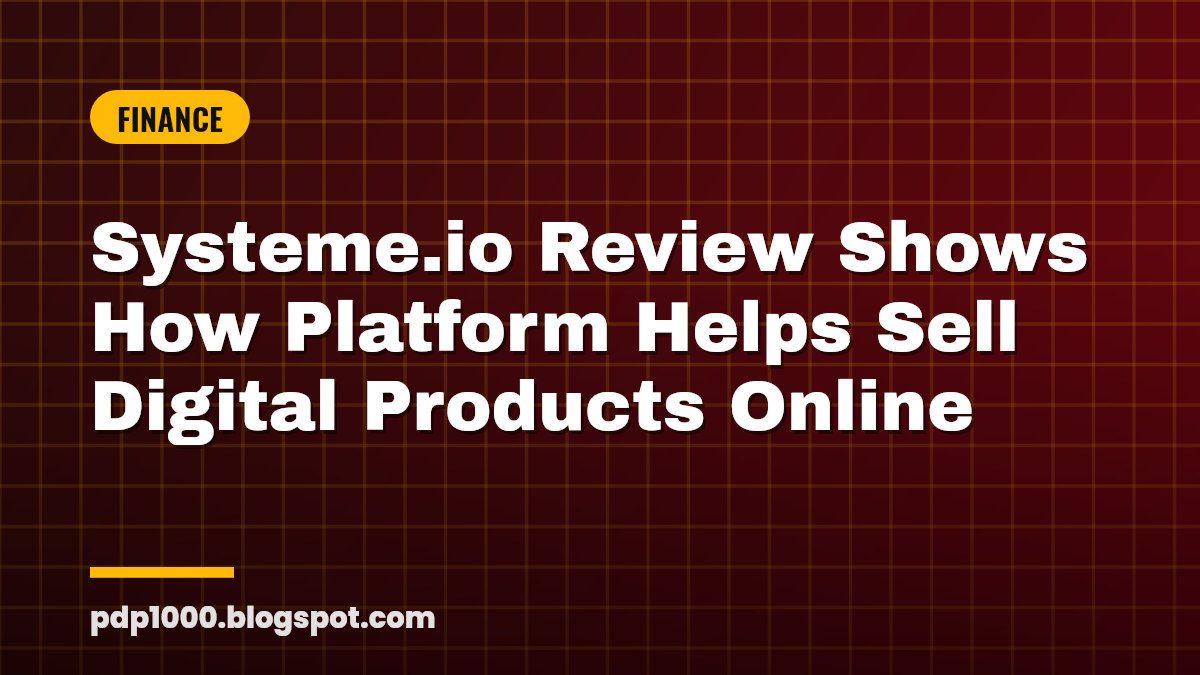 FINANCE
Systeme.io Review Shows
How Platform Helps Sell
Digital Products Online
pdp1000.blogspot.com